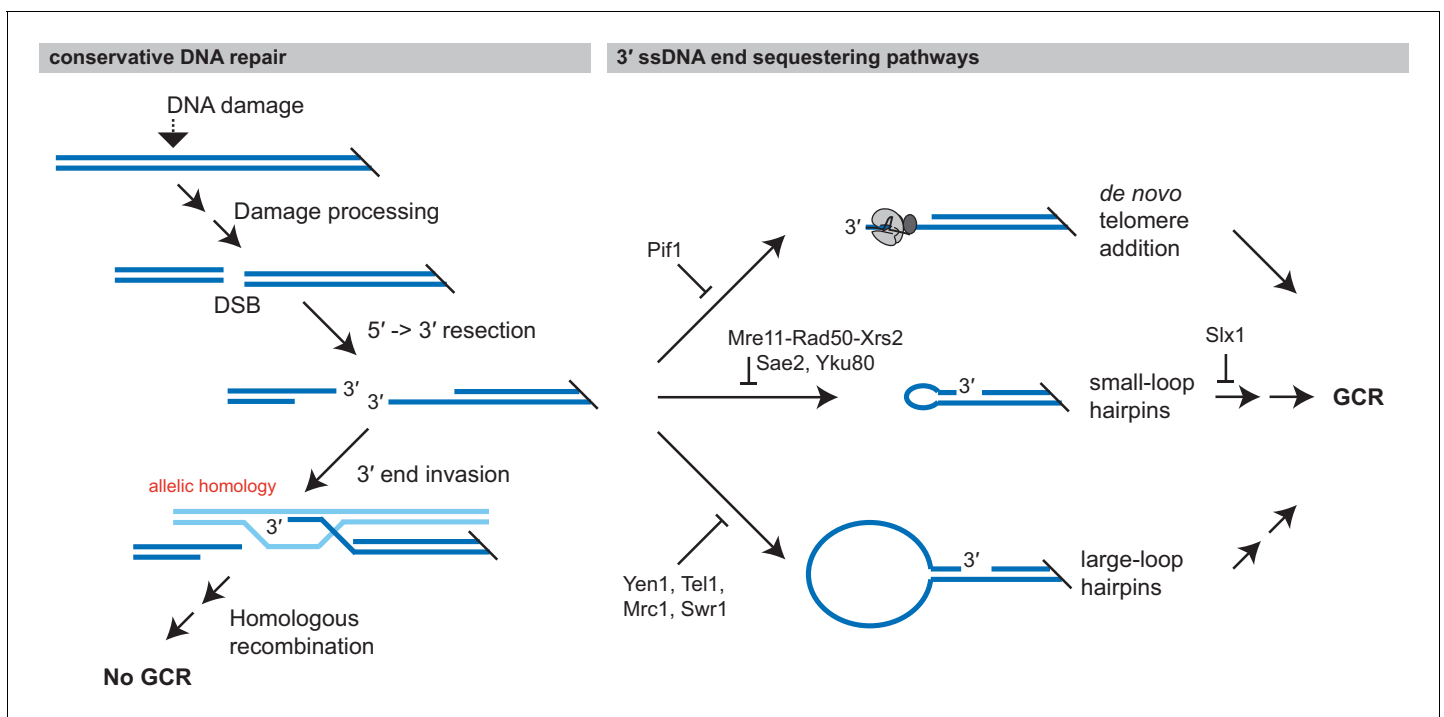 conservative DNA repair
DNA damage
Damage processing
DSB
5′ -> 3′ resection
3′
3′
3′ end invasion
allelic homology
3′
Homologous
recombination
No GCR
3′ ssDNA end sequestering pathways
Pif1
3′
de novo
telomere
addition
Mre11-Rad50-Xrs2
Sae2, Yku80
3′
small-loop
hairpins
Slx1
GCR
Yen1, Tel1,
Mrc1, Swr1
3′
large-loop
hairpins